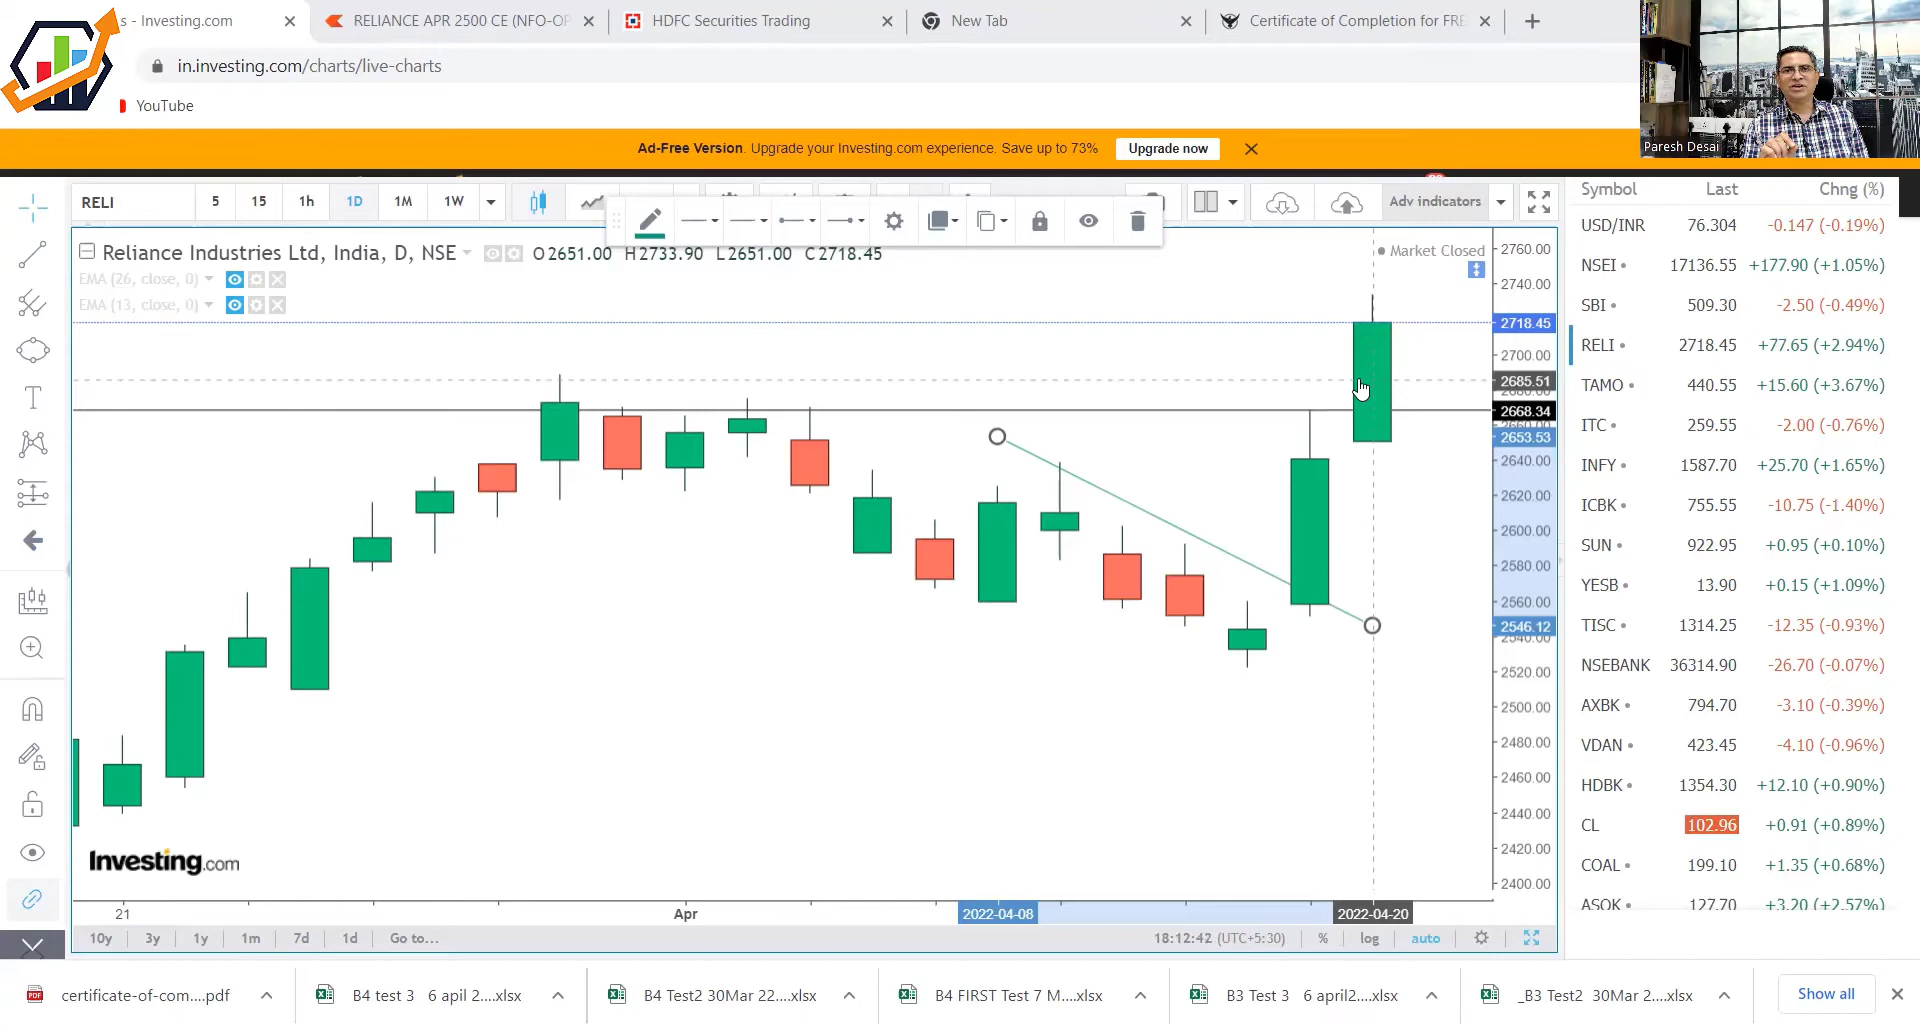 s - Investing.com
RELIANCE APR 2500 CE (NFO-OP
HDFC Securities Trading
New Tab
Certificate of Completion for FRE
in.investing.com/charts/live-charts
YouTube
Ad-Free Version. Upgrade your Investing.com experience. Save up to 73%
Upgrade now
Paresh Desai
RELI
5
15
1h
1D
1M
1W
Adv indicators
Reliance Industries Ltd, India, D, NSE
O2651.00 H2733.90 L2651.00 C2718.45
Market Closed
EMA (26, close, 0)
EMA (13, close, 0)
2760.00
2740.00
2718.45
2700.00
2685.51
2668.34
2653.53
2640.00
2620.00
2600.00
2580.00
2560.00
2546.12
2540.00
2520.00
2500.00
2480.00
2460.00
2440.00
2420.00
2400.00
Investing.com
21
Apr
2022-04-08
2022-04-20
10y
3y
1y
1m
7d
1d
Go to...
18:12:42 (UTC+5:30)
%
log
auto
Symbol Last Chng (%)
USD/INR 76.304 -0.147 (-0.19%)
NSEI 17136.55 +177.90 (+1.05%)
SBI 509.30 -2.50 (-0.49%)
RELI 2718.45 +77.65 (+2.94%)
TAMO 440.55 +15.60 (+3.67%)
ITC 259.55 -2.00 (-0.76%)
INFY 1587.70 +25.70 (+1.65%)
ICBK 755.55 -10.75 (-1.40%)
SUN 922.95 +0.95 (+0.10%)
YESB 13.90 +0.15 (+1.09%)
TISC 1314.25 -12.35 (-0.93%)
NSEBANK 36314.90 -26.70 (-0.07%)
AXBK 794.70 -3.10 (-0.39%)
VDAN 423.45 -4.10 (-0.96%)
HDBK 1354.30 +12.10 (+0.90%)
CL 102.96 +0.91 (+0.89%)
COAL 199.10 +1.35 (+0.68%)
ASOK 127.70 +3.20 (+2.57%)
certificate-of-com....pdf
B4 test 3 6 apil 2....xlsx
B4 Test2 30Mar 22....xlsx
B4 FIRST Test 7 M....xlsx
B3 Test 3 6 april2....xlsx
_B3 Test2 30Mar 2....xlsx
Show all